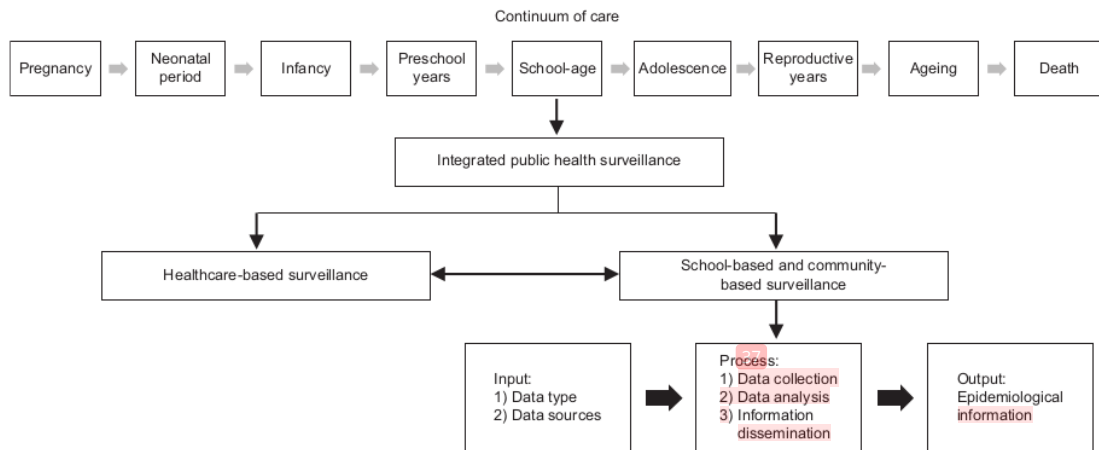 Continuum of care
Pregnancy
Neonatal
period
Infancy
Preschool
years
School-age
Adolescence
Reproductive
years
Ageing
Death
Integrated public health surveillance
Healthcare-based surveillance
School-based and community-
based surveillance
Input:
1) Data type
2) Data sources
27
Process:
1) Data collection
2) Data analysis
3) Information
dissemination
Output:
Epidemiological
information